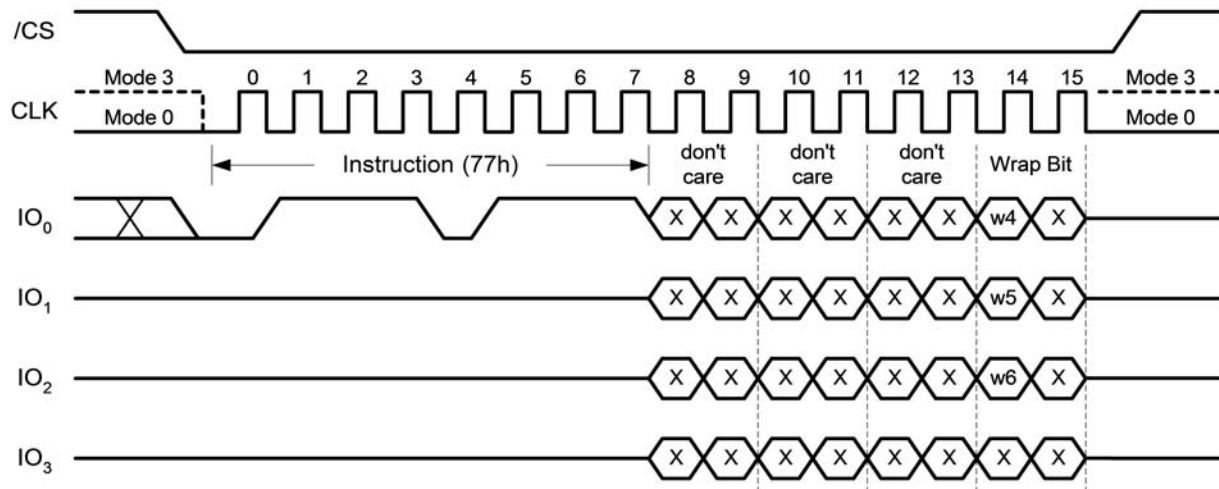 /CS
Mode 3 0 1 2 3 4 5 6 7 8 9 10 11 12 13 14 15 Mode 3
CLK Mode 0 Mode 0
Instruction (77h) don't care don't care don't care Wrap Bit
IO0 X X X X X X w4 X
IO1 X X X X X X w5 X
IO2 X X X X X X w6 X
IO3 X X X X X X X X